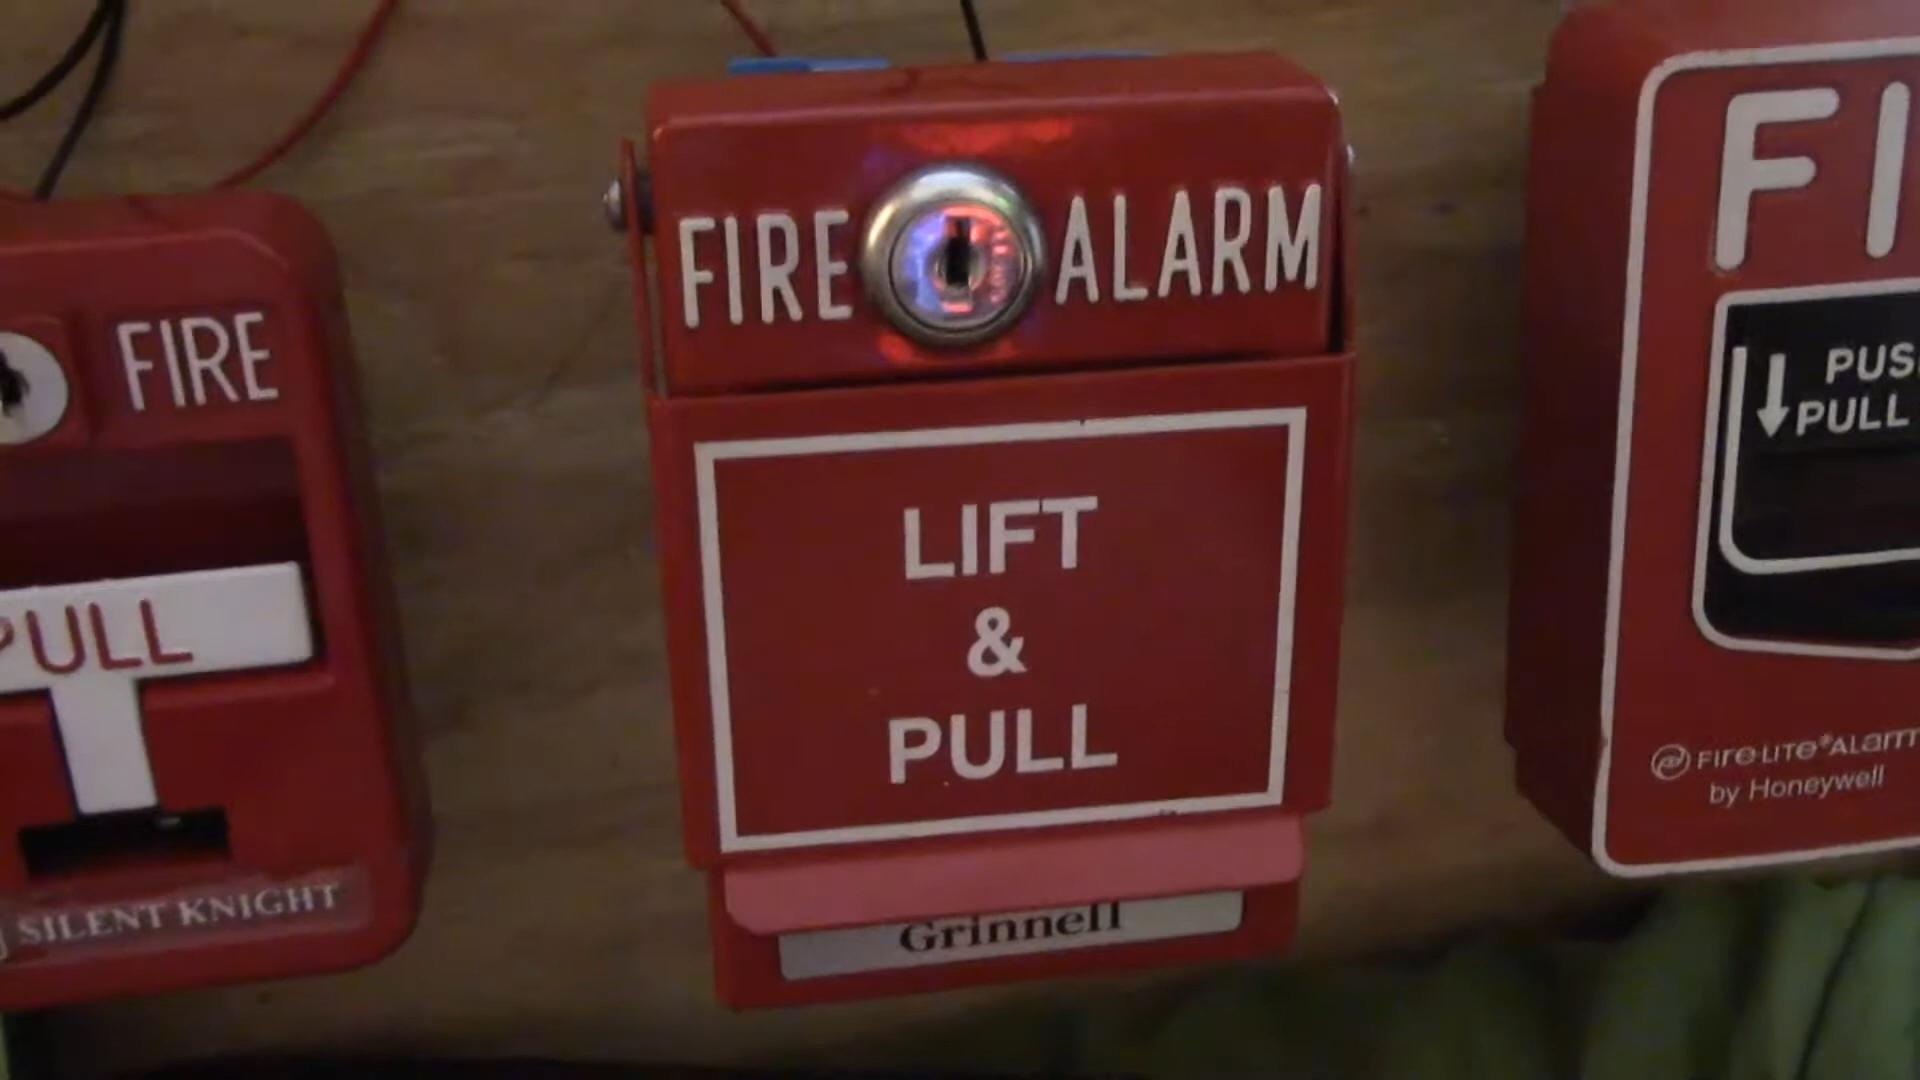 FIRE
PULL
SILENT KNIGHT
FIRE ALARM
LIFT
&
PULL
Grinnell
FI
PUS
PULL
FIRE·LITE® ALarm
by Honeywell